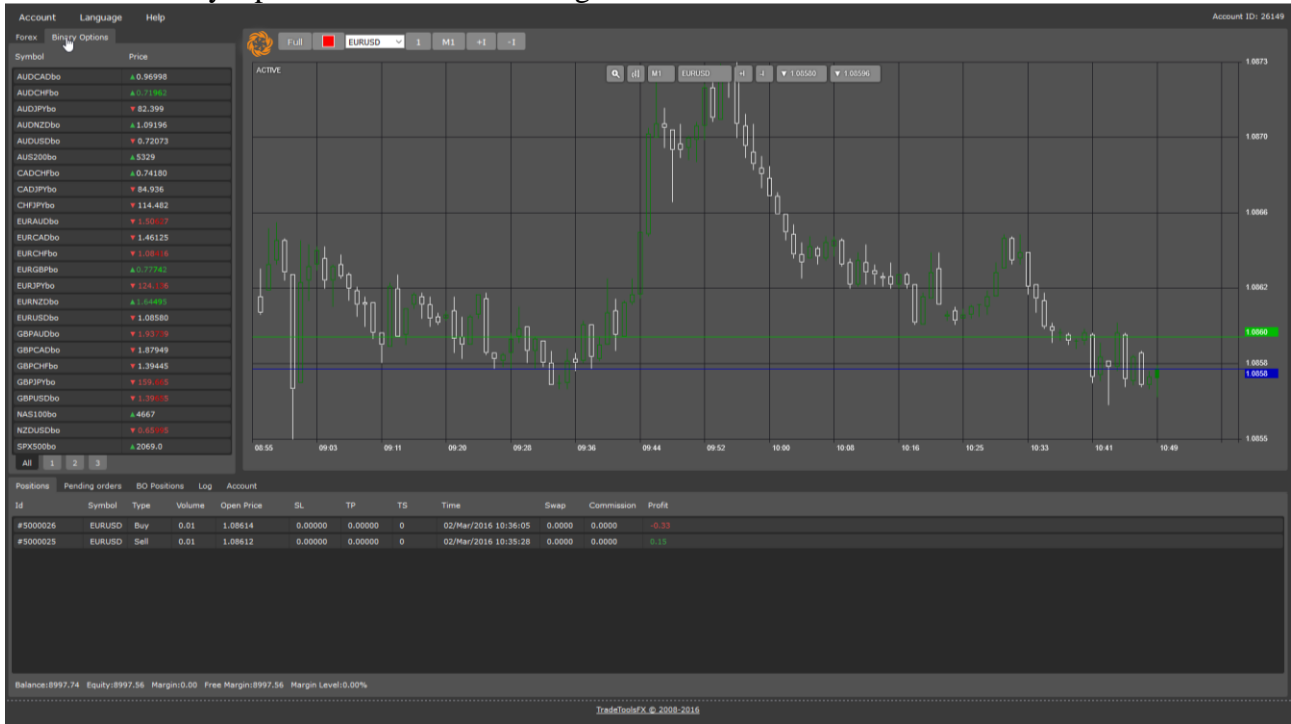 Account Language Help Account ID: 26149
Forex Binary Options
Full EURUSD 1 M1 +I -I
Symbol Price
AUDCADbo ▲0.96998
AUDCHFbo ▲0.71962
AUDJPYbo ▼82.399
AUDNZDbo ▲1.09196
AUDUSDbo ▼0.72073
AUS200bo ▲5329
CADCHFbo ▲0.74180
CADJPYbo ▼84.936
CHFJPYbo ▼114.482
EURAUDbo
EURCADbo ▼1.46125
EURCHFbo
EURGBPbo ▲0.77742
EURJPYbo
EURNZDbo ▲1.64495
EURUSDbo ▼1.08580
GBPAUDbo
GBPCADbo ▼1.87949
GBPCHFbo ▼1.39445
GBPJPYbo
GBPUSDbo
NAS100bo ▲4667
NZDUSDbo
SPX500bo ▲2069.0
All 1 2 3
ACTIVE
M1 EURUSD +I -I ▼ 1.08580 ▼ 1.08596
1.0873
1.0870
1.0866
1.0862
1.0860
1.0858
1.0858
1.0855
08:55 09:03 09:11 09:20 09:28 09:36 09:44 09:52 10:00 10:08 10:16 10:25 10:33 10:41 10:49
Positions Pending orders BO Positions Log Account
Id Symbol Type Volume Open Price SL TP TS Time Swap Commission Profit
#5000026 EURUSD Buy 0.01 1.08614 0.00000 0.00000 0 02/Mar/2016 10:36:05 0.0000 0.0000 -0.33
#5000025 EURUSD Sell 0.01 1.08612 0.00000 0.00000 0 02/Mar/2016 10:35:28 0.0000 0.0000 0.15
Balance:8997.74 Equity:8997.56 Margin:0.00 Free Margin:8997.56 Margin Level:0.00%
TradeToolsFX © 2008-2016